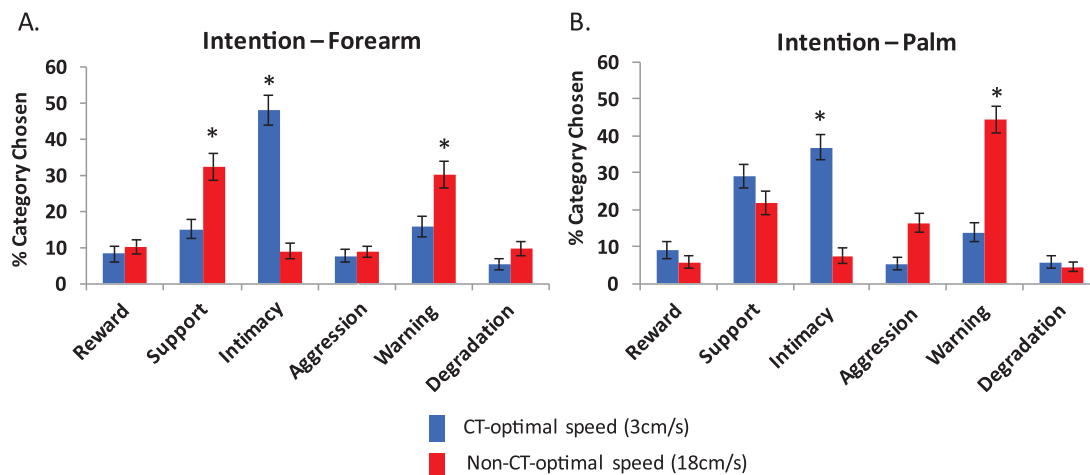 A.
Intention – Forearm
% Category Chosen
60
50
40
30
20
10
0
*
*
*
Reward
Support
Intimacy
Aggression
Warning
Degradation
B.
Intention – Palm
% Category Chosen
60
50
40
30
20
10
0
*
*
Reward
Support
Intimacy
Aggression
Warning
Degradation
CT-optimal speed (3cm/s)
Non-CT-optimal speed (18cm/s)